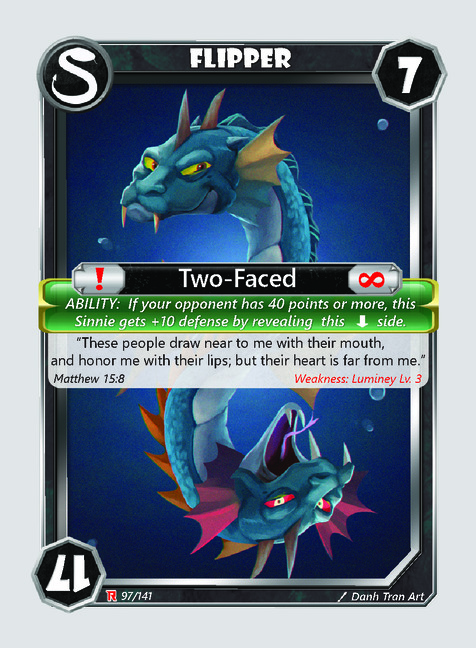 S
FLIPPER
7
! Two-Faced ∞
ABILITY: If your opponent has 40 points or more, this
Sinnie gets +10 defense by revealing this ⬇ side.
"These people draw near to me with their mouth,
and honor me with their lips; but their heart is far from me."
Matthew 15:8 Weakness: Luminey Lv. 3
17
R 97/141 Danh Tran Art